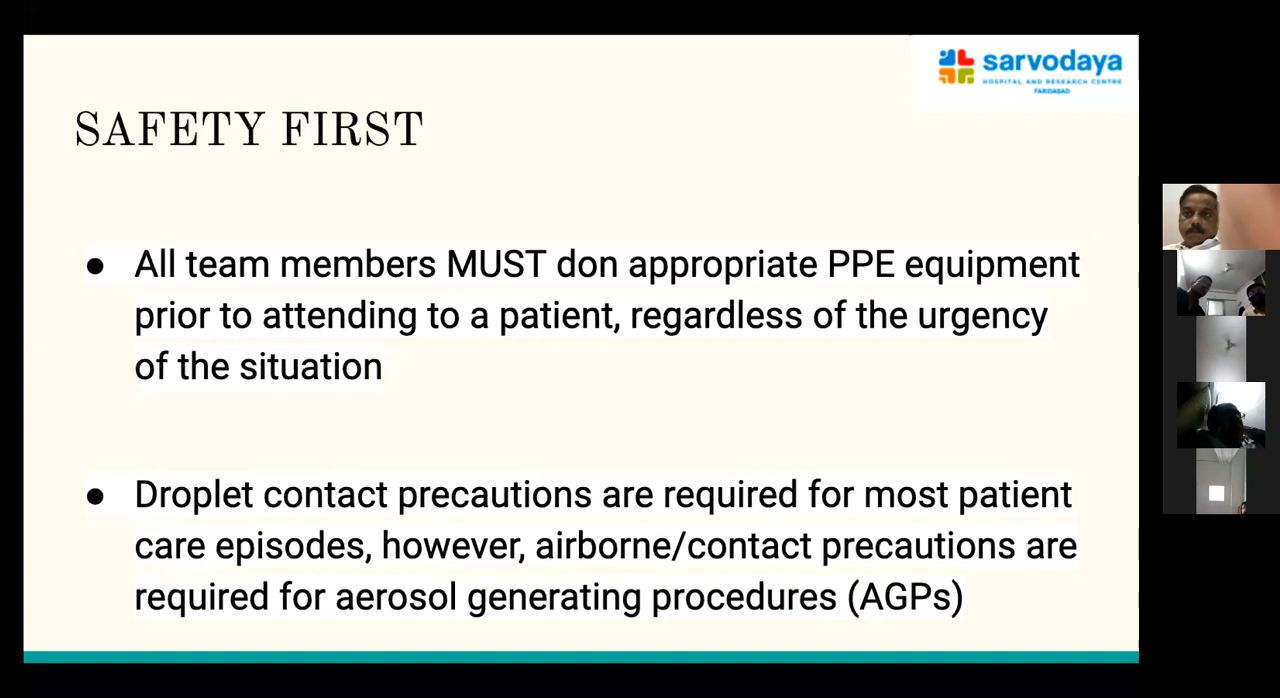 sarvodaya
HOSPITAL AND RESEARCH CENTRE
FARIDABAD
SAFETY FIRST
● All team members MUST don appropriate PPE equipment
prior to attending to a patient, regardless of the urgency
of the situation
● Droplet contact precautions are required for most patient
care episodes, however, airborne/contact precautions are
required for aerosol generating procedures (AGPs)